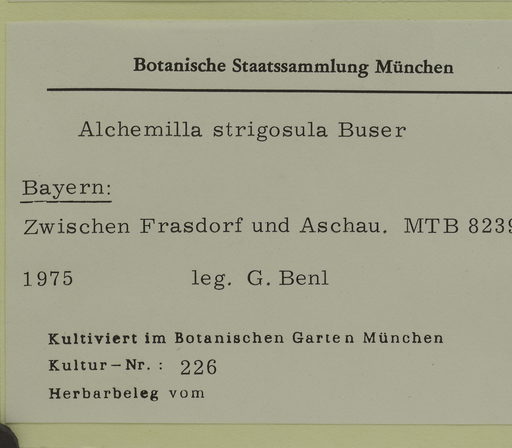 Botanische Staatssammlung München
Alchemilla strigosula Buser
Bayern:
Zwischen Frasdorf und Aschau. MTB 8239
1975 leg. G. Benl
Kultiviert im Botanischen Garten München
Kultur-Nr.: 226
Herbarbeleg vom